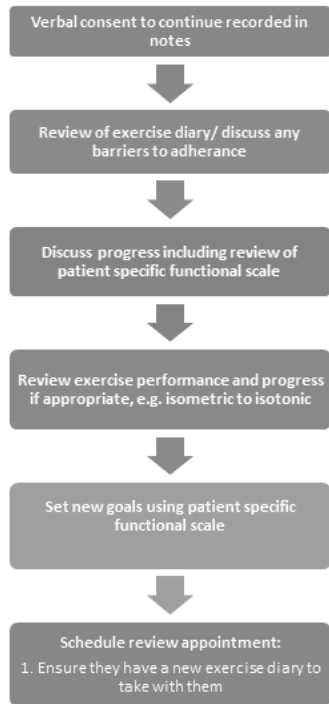 Verbal consent to continue recorded in
notes
Review of exercise diary/ discuss any
barriers to adherance
Discuss progress including review of
patient specific functional scale
Review exercise performance and progress
if appropriate, e.g. isometric to isotonic
Set new goals using patient specific
functional scale
Schedule review appointment:
1. Ensure they have a new exercise diary to
take with them